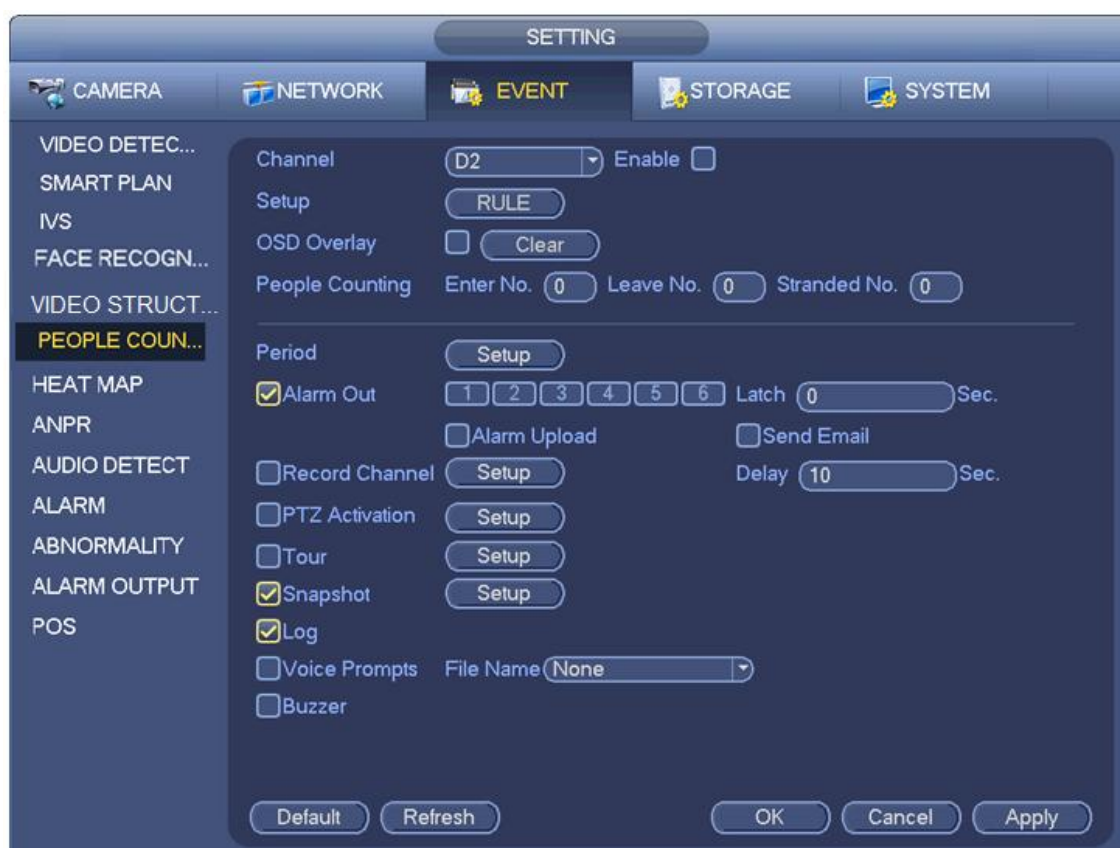 SETTING
CAMERA NETWORK EVENT STORAGE SYSTEM
VIDEO DETEC...
SMART PLAN
IVS
FACE RECOGN...
VIDEO STRUCT...
PEOPLE COUN...
HEAT MAP
ANPR
AUDIO DETECT
ALARM
ABNORMALITY
ALARM OUTPUT
POS
Channel D2 Enable
Setup RULE
OSD Overlay Clear
People Counting Enter No. 0 Leave No. 0 Stranded No. 0
Period Setup
Alarm Out 1 2 3 4 5 6 Latch 0 Sec.
Alarm Upload Send Email
Record Channel Setup Delay 10 Sec.
PTZ Activation Setup
Tour Setup
Snapshot Setup
Log
Voice Prompts File Name None
Buzzer
Default Refresh OK Cancel Apply